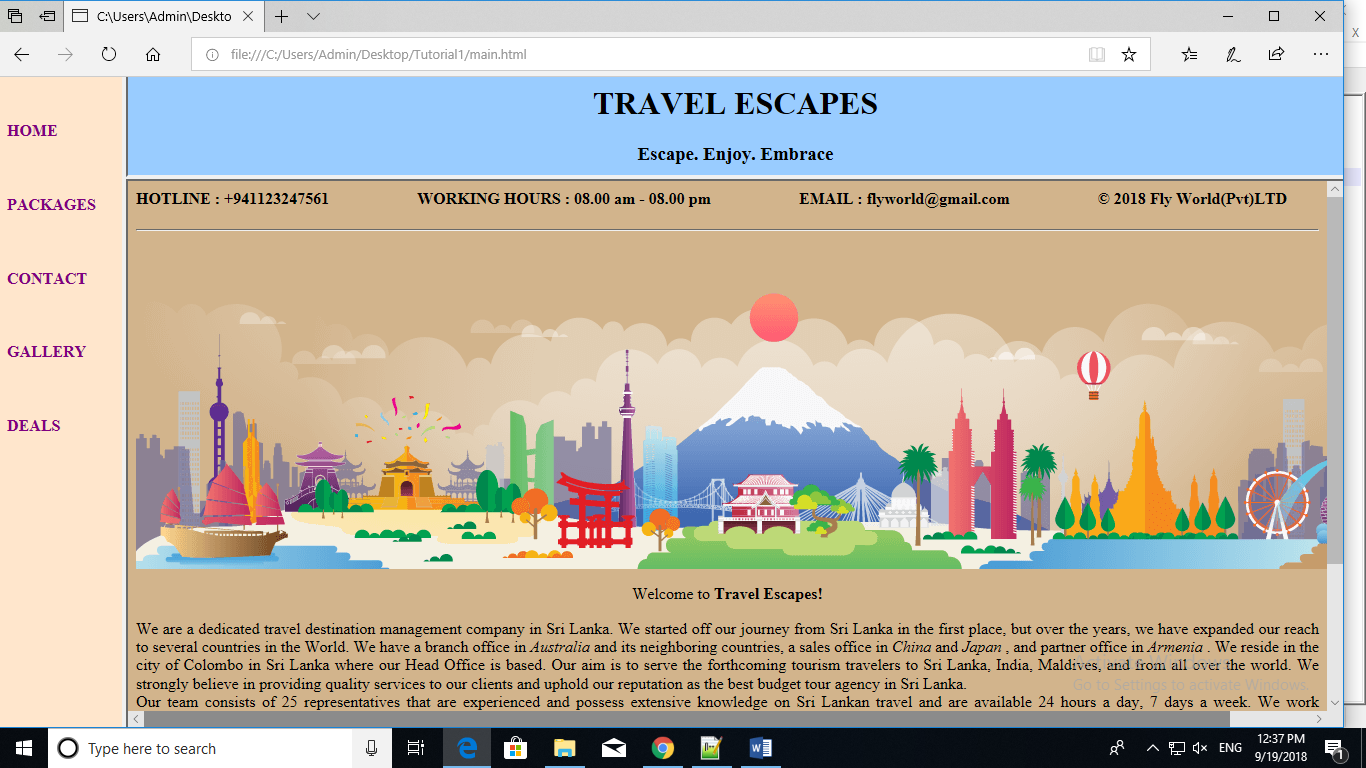 C:\Users\Admin\Deskto
file:///C:/Users/Admin/Desktop/Tutorial1/main.html
X
HOME
PACKAGES
CONTACT
GALLERY
DEALS
TRAVEL ESCAPES
Escape. Enjoy. Embrace
HOTLINE : +941123247561 WORKING HOURS : 08.00 am - 08.00 pm EMAIL : flyworld@gmail.com © 2018 Fly World(Pvt)LTD
Welcome to Travel Escapes!
We are a dedicated travel destination management company in Sri Lanka. We started off our journey from Sri Lanka in the first place, but over the years, we have expanded our reach
to several countries in the World. We have a branch office in Australia and its neighboring countries, a sales office in China and Japan , and partner office in Armenia . We reside in the
city of Colombo in Sri Lanka where our Head Office is based. Our aim is to serve the forthcoming tourism travelers to Sri Lanka, India, Maldives, and from all over the world. We
strongly believe in providing quality services to our clients and uphold our reputation as the best budget tour agency in Sri Lanka.
Our team consists of 25 representatives that are experienced and possess extensive knowledge on Sri Lankan travel and are available 24 hours a day, 7 days a week. We work
Go to Settings to activate Windows.
Type here to search
ENG
12:37 PM
9/19/2018
1